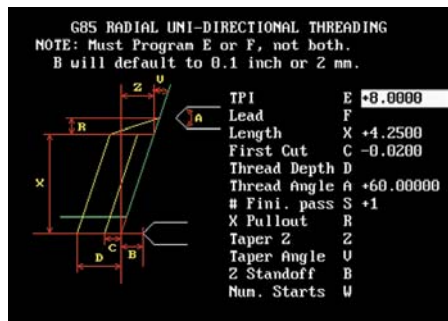 G85 RADIAL UNI-DIRECTIONAL THREADING
NOTE: Must Program E or F, not both.
B will default to 0.1 inch or 2 mm.
Z
V
R
A
X
C
B
D
TPI E +8.0000
Lead F
Length X +4.2500
First Cut C -0.0200
Thread Depth D
Thread Angle A +60.00000
# Fini. pass S +1
X Pullout R
Taper Z Z
Taper Angle V
Z Standoff B
Num. Starts W